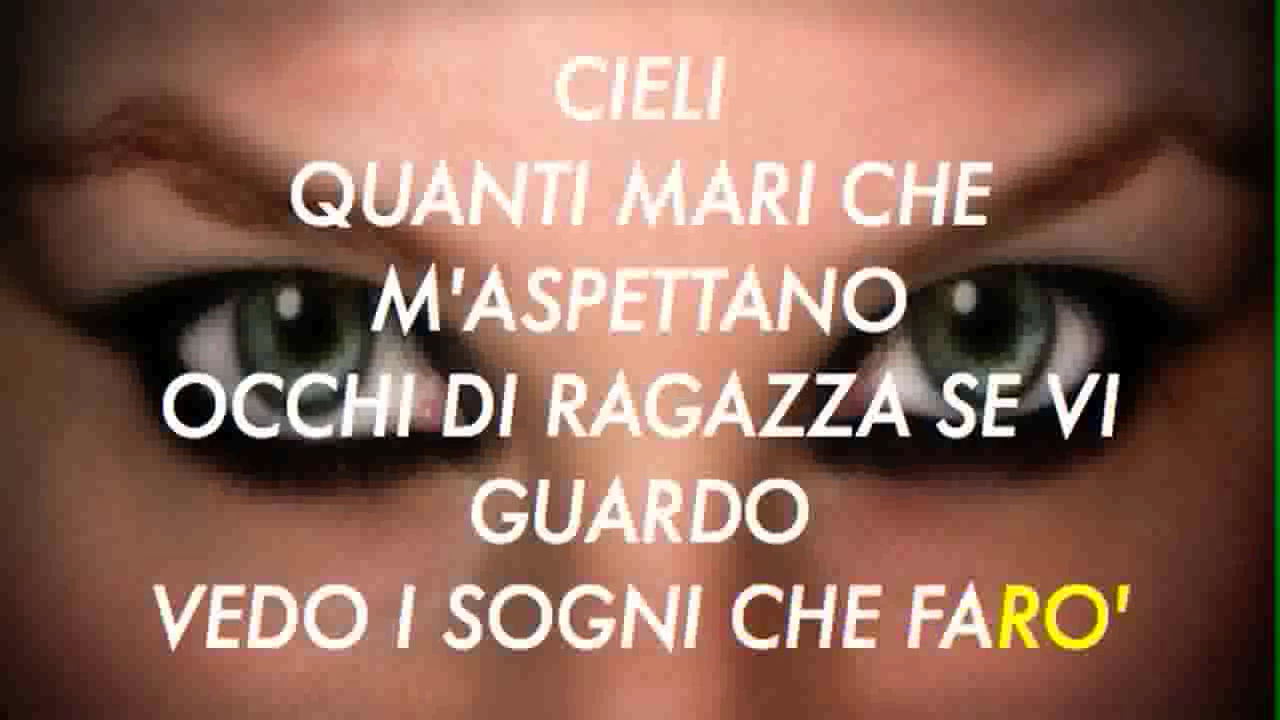 CIELI
QUANTI MARI CHE
M'ASPETTANO
OCCHI DI RAGAZZA SE VI
GUARDO
VEDO I SOGNI CHE FARO'